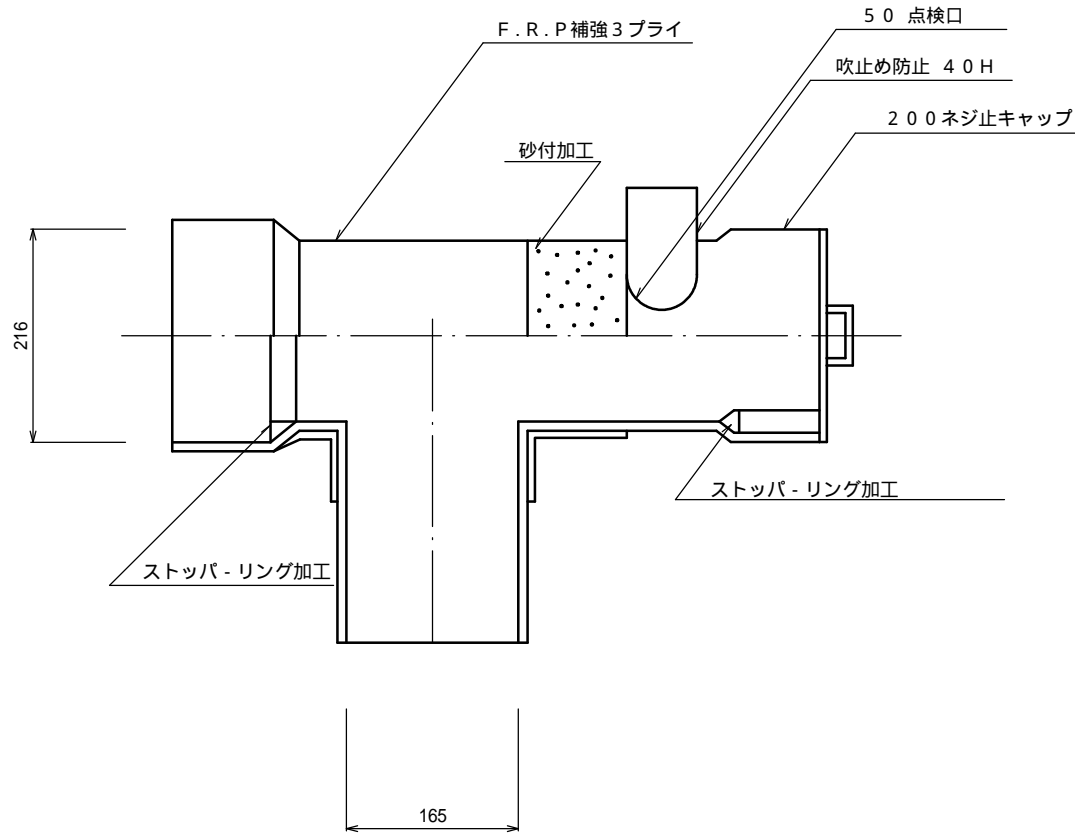 ５０ 点検口
Ｆ．Ｒ．Ｐ補強３プライ
吹止め防止 ４０Ｈ
２００ネジ止キャップ
砂付加工
216
ストッパ - リング加工
ストッパ - リング加工
165